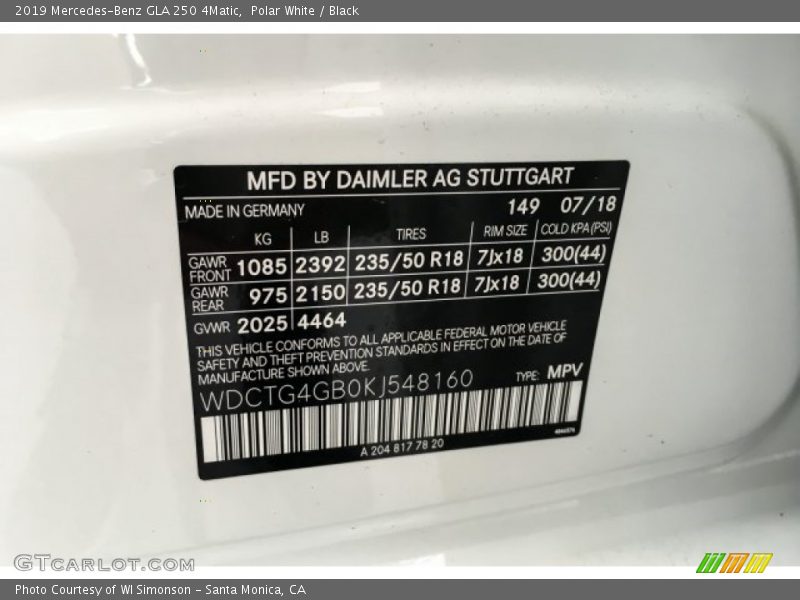 2019 Mercedes-Benz GLA 250 4Matic,  Polar White / Black
MFD BY DAIMLER AG STUTTGART
MADE IN GERMANY 149 07/18
KG LB TIRES RIM SIZE COLD KPA(PSI)
GAWR FRONT 1085 2392 235/50 R18 7Jx18 300(44)
GAWR REAR 975 2150 235/50 R18 7Jx18 300(44)
GVWR 2025 4464
THIS VEHICLE CONFORMS TO ALL APPLICABLE FEDERAL MOTOR VEHICLE
SAFETY AND THEFT PREVENTION STANDARDS IN EFFECT ON THE DATE OF
MANUFACTURE SHOWN ABOVE.
WDCTG4GB0KJ548160 TYPE: MPV
A 204 817 78 20
GTCARLOT.COM
Photo Courtesy of WI Simonson - Santa Monica, CA